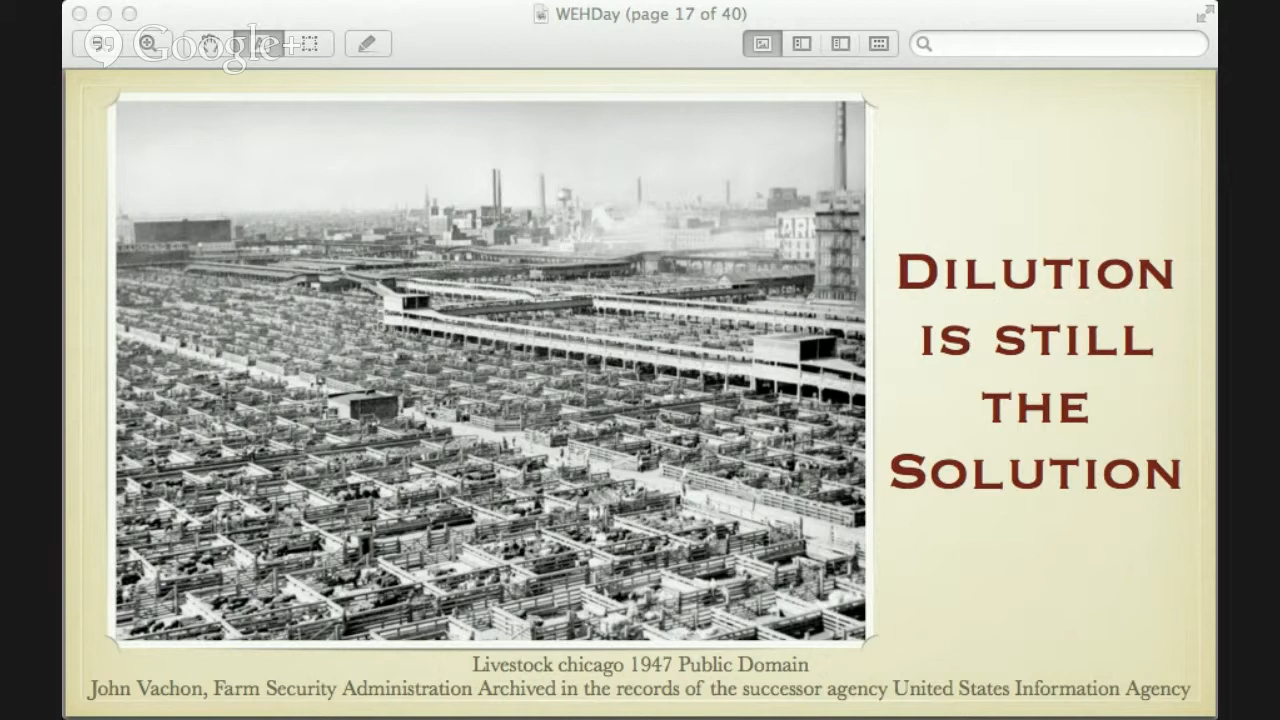 WEHDay (page 17 of 40)
Google+
ARM
DILUTION
IS STILL
THE
SOLUTION
Livestock chicago 1947 Public Domain
John Vachon, Farm Security Administration Archived in the records of the successor agency United States Information Agency